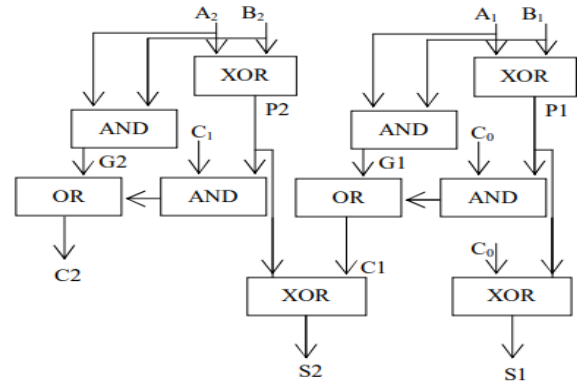 A₂ B₂ A₁ B₁
XOR XOR
P2 P1
AND C₁ AND C₀
G2 G1
OR AND OR AND
C₀
C2 C1
XOR XOR
S2 S1